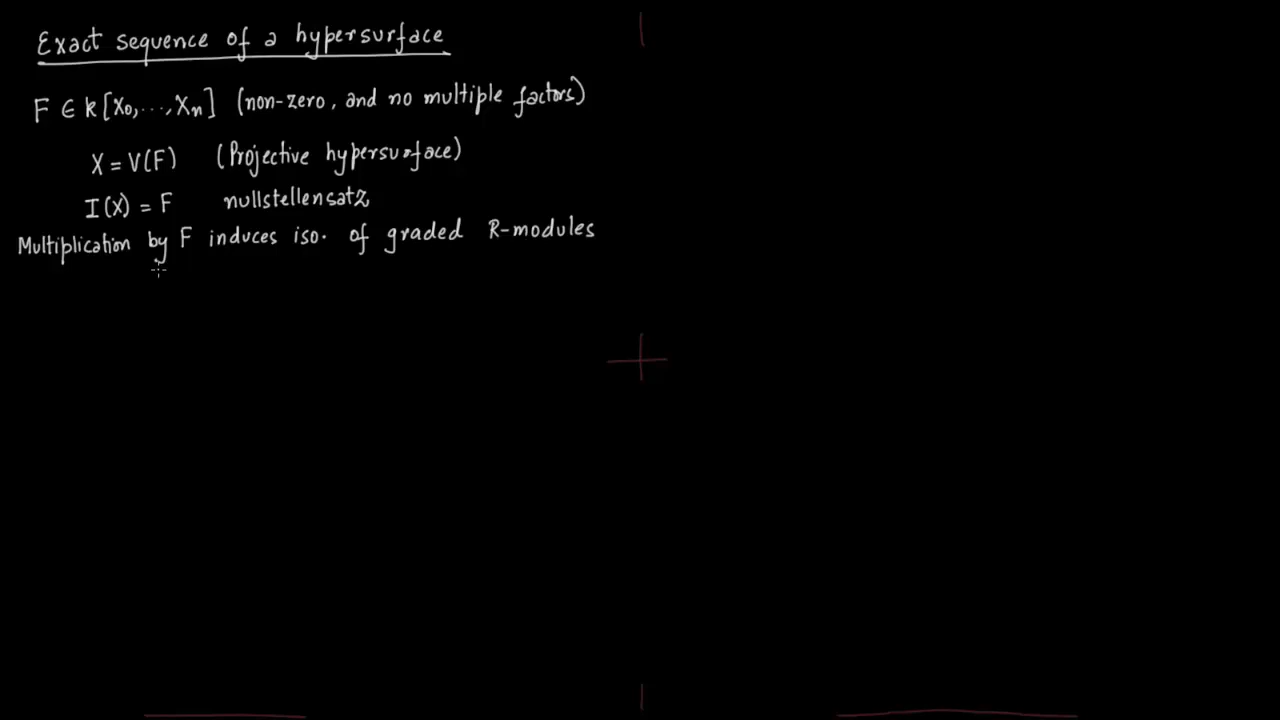 Exact sequence of a hypersurface
F ∈ k[X₀,...,Xₙ] (non-zero, and no multiple factors)
X = V(F) (Projective hypersurface)
I(X) = F nullstellensatz
Multiplication by F induces iso. of graded R-modules